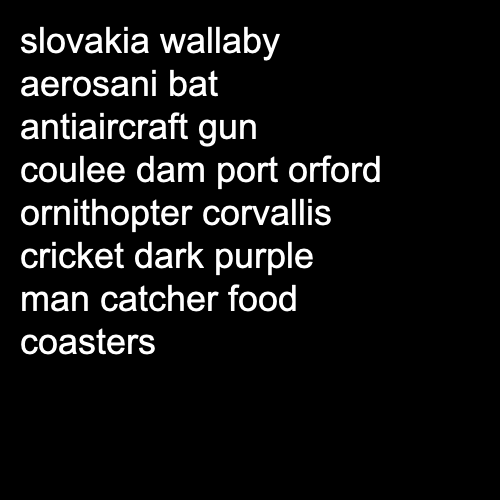 slovakia wallaby
aerosani bat
antiaircraft gun
coulee dam port orford
ornithopter corvallis
cricket dark purple
man catcher food
coasters